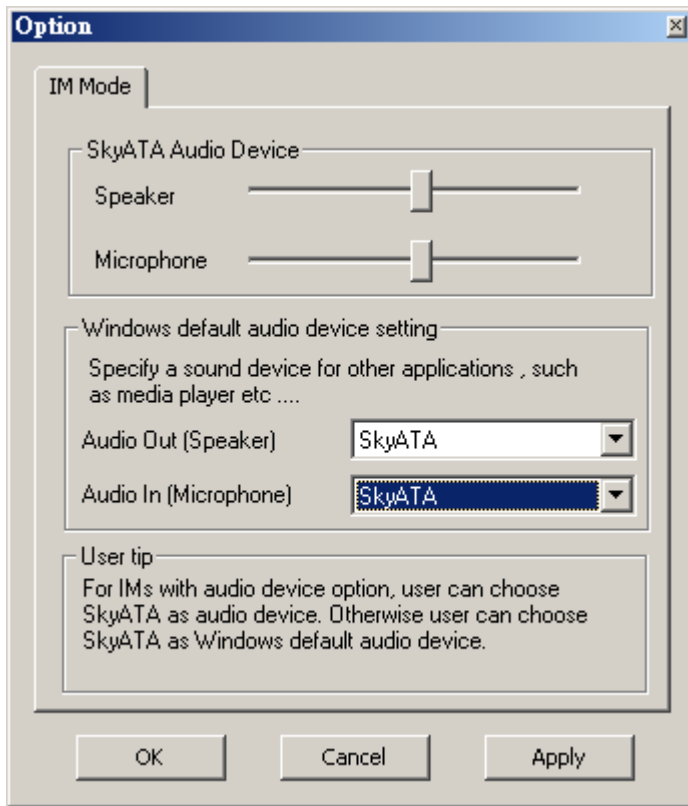 Option
IM Mode
SkyATA Audio Device
Speaker
Microphone
Windows default audio device setting
Specify a sound device for other applications , such
as media player etc ....
Audio Out (Speaker) SkyATA
Audio In (Microphone) SkyATA
User tip
For IMs with audio device option, user can choose
SkyATA as audio device. Otherwise user can choose
SkyATA as Windows default audio device.
OK Cancel Apply